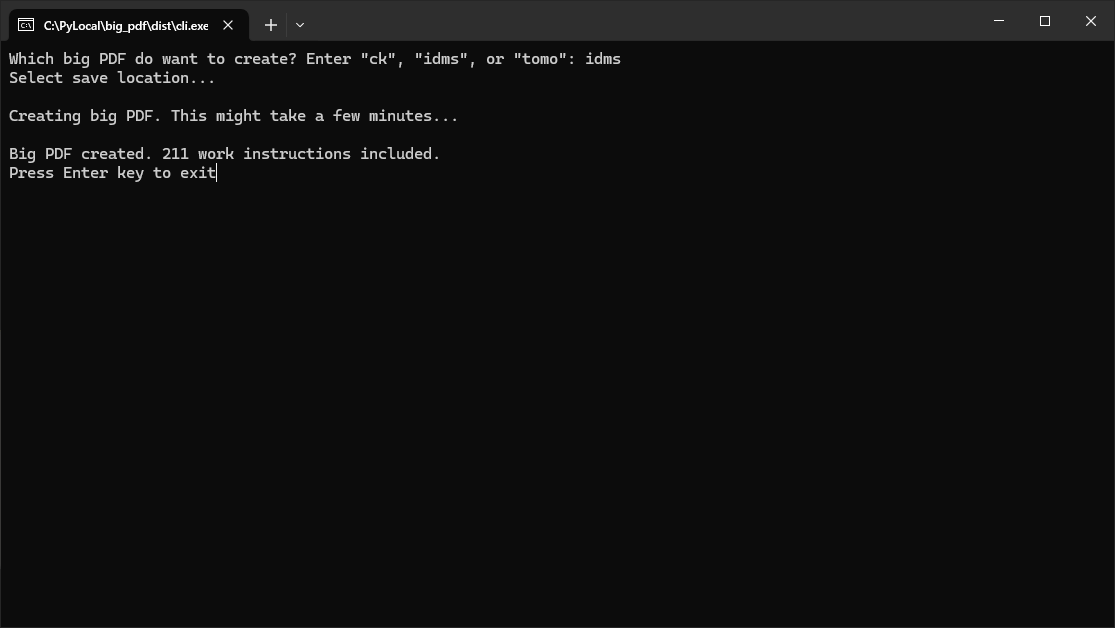 C:\PyLocal\big_pdf\dist\cli.exe
Which big PDF do want to create? Enter "ck", "idms", or "tomo": idms
Select save location...
Creating big PDF. This might take a few minutes...
Big PDF created. 211 work instructions included.
Press Enter key to exit